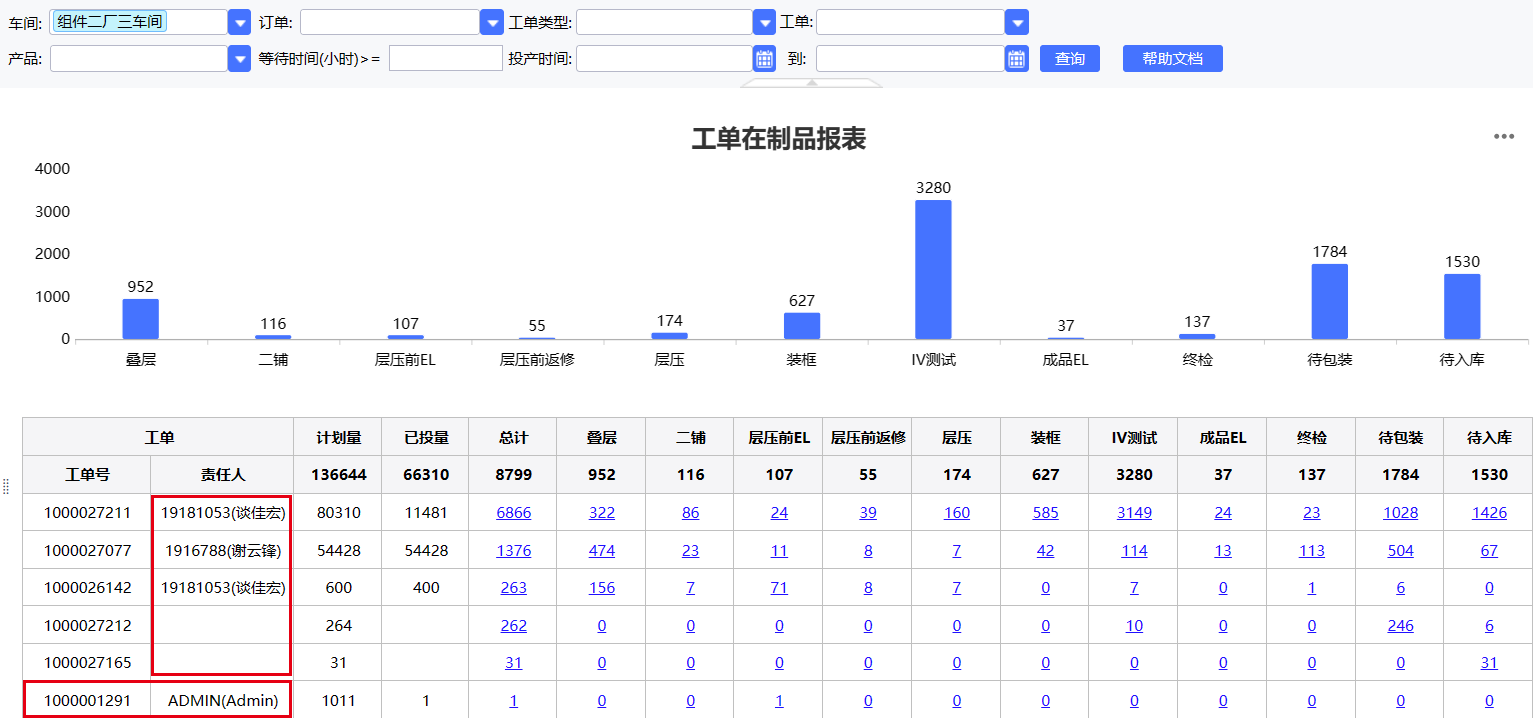 车间: 组件二厂三车间 订单: 工单类型: 工单:
产品: 等待时间(小时)>= 投产时间: 到: 查询 帮助文档
工单在制品报表
4000
3000
2000
1000
0
952 116 107 55 174 627 3280 37 137 1784 1530
叠层 二铺 层压前EL 层压前返修 层压 装框 IV测试 成品EL 终检 待包装 待入库
工单 计划量 已投量 总计 叠层 二铺 层压前EL 层压前返修 层压 装框 IV测试 成品EL 终检 待包装 待入库
工单号 责任人 136644 66310 8799 952 116 107 55 174 627 3280 37 137 1784 1530
1000027211 19181053(谈佳宏) 80310 11481 6866 322 86 24 39 160 585 3149 24 23 1028 1426
1000027077 1916788(谢云锋) 54428 54428 1376 474 23 11 8 7 42 114 13 113 504 67
1000026142 19181053(谈佳宏) 600 400 263 156 7 71 8 7 0 7 0 1 6 0
1000027212 264 262 0 0 0 0 0 0 10 0 0 246 6
1000027165 31 31 0 0 0 0 0 0 0 0 0 0 31
1000001291 ADMIN(Admin) 1011 1 1 0 0 1 0 0 0 0 0 0 0 0